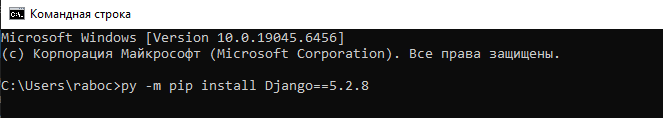 Командная строка
Microsoft Windows [Version 10.0.19045.6456]
(c) Корпорация Майкрософт (Microsoft Corporation). Все права защищены.
C:\Users\raboc>py -m pip install Django==5.2.8